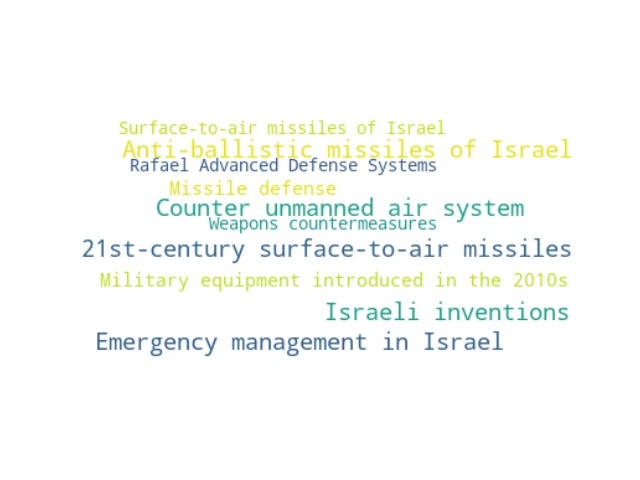 Surface-to-air missiles of Israel
Anti-ballistic missiles of Israel
Rafael Advanced Defense Systems
Missile defense
Counter unmanned air system
Weapons countermeasures
21st-century surface-to-air missiles
Military equipment introduced in the 2010s
Israeli inventions
Emergency management in Israel